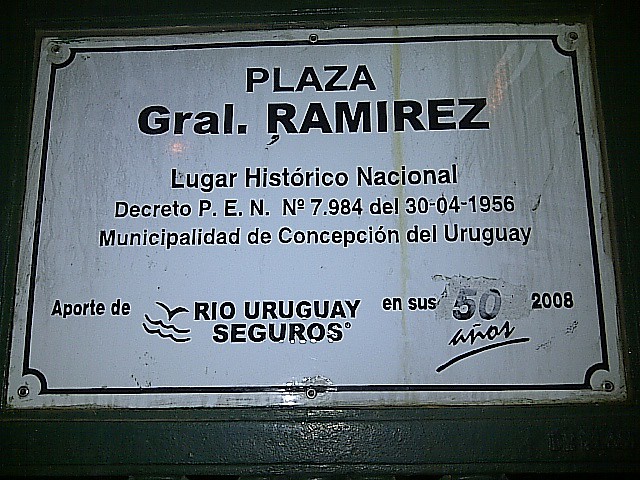 PLAZA
Gral. RAMIREZ
Lugar Histórico Nacional
Decreto P. E. N. Nº 7.984 del 30-04-1956
Municipalidad de Concepción del Uruguay
Aporte de RIO URUGUAY SEGUROS® en sus 50 años 2008